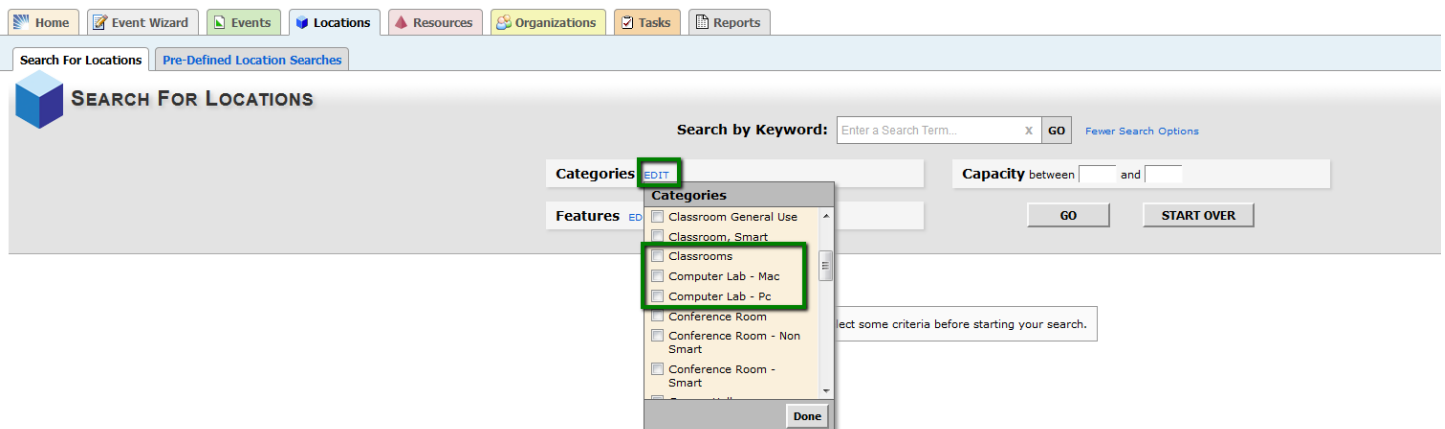 Home Event Wizard Events Locations Resources Organizations Tasks Reports
Search For Locations Pre-Defined Location Searches
SEARCH FOR LOCATIONS
Search by Keyword: Enter a Search Term... x GO Fewer Search Options
Categories EDIT Capacity between and
Categories
Features ED
GO START OVER
Classroom General Use
Classroom, Smart
Classrooms
Computer Lab - Mac
Computer Lab - Pc
Conference Room
lect some criteria before starting your search.
Conference Room - Non
Smart
Conference Room -
Smart
Done